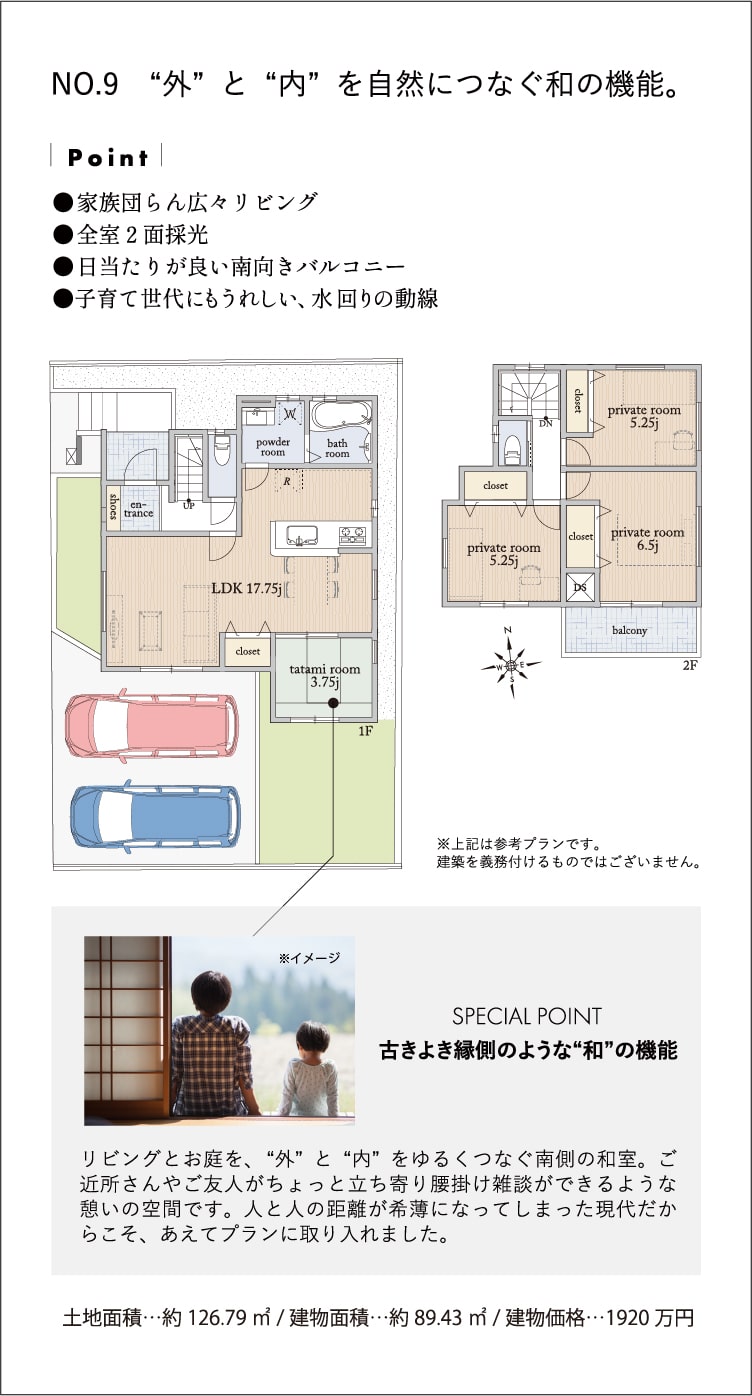 NO.9 “外” と “内” を自然につなぐ和の機能。
Point
●家族団らん広々リビング
●全室2面採光
●日当たりが良い南向きバルコニー
●子育て世代にもうれしい、水回りの動線
W
powder
room
bath
room
R
UP
shoes
en-
trance
LDK 17.75j
closet
tatami room
3.75j
1F
closet
private room
5.25j
DN
closet
private room
5.25j
closet
private room
6.5j
DS
balcony
2F
N
W E
S
※上記は参考プランです。
建築を義務付けるものではございません。
※イメージ
SPECIAL POINT
古きよき縁側のような“和”の機能
リビングとお庭を、“外” と “内” をゆるくつなぐ南側の和室。ご
近所さんやご友人がちょっと立ち寄り腰掛け雑談ができるような
憩いの空間です。人と人の距離が希薄になってしまった現代だか
らこそ、あえてプランに取り入れました。
土地面積…約 126.79 ㎡ / 建物面積…約 89.43 ㎡ / 建物価格…1920 万円